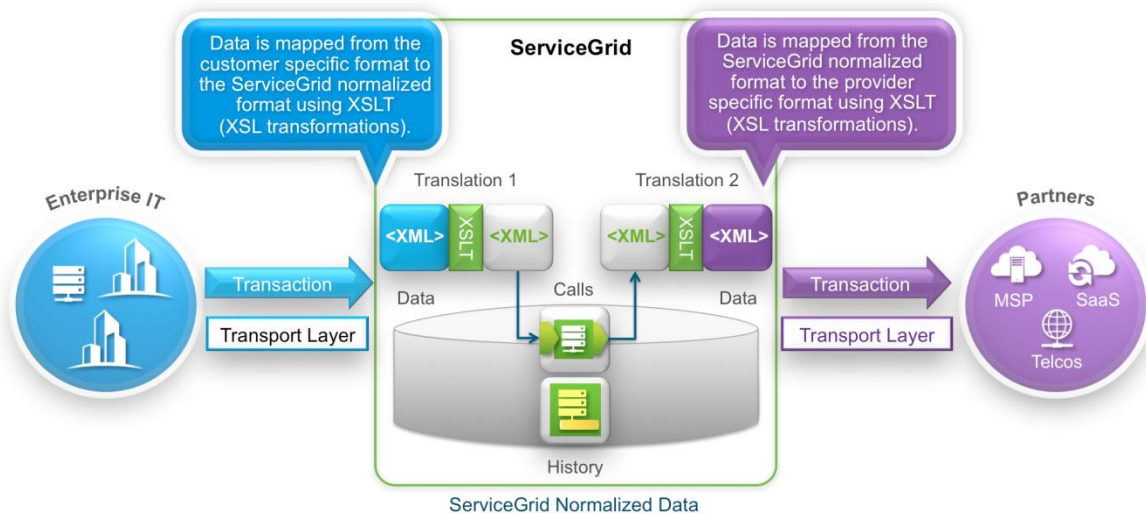 Data is mapped from the
customer specific format to
the ServiceGrid normalized
format using XSLT
(XSL transformations).
ServiceGrid
Data is mapped from the
ServiceGrid normalized
format to the provider
specific format using XSLT
(XSL transformations).
Enterprise IT
Translation 1
Translation 2
Partners
<XML>
XSLT
<XML>
<XML>
XSLT
<XML>
Transaction
Transport Layer
Data
Calls
Data
Transaction
Transport Layer
MSP
SaaS
Telcos
History
ServiceGrid Normalized Data